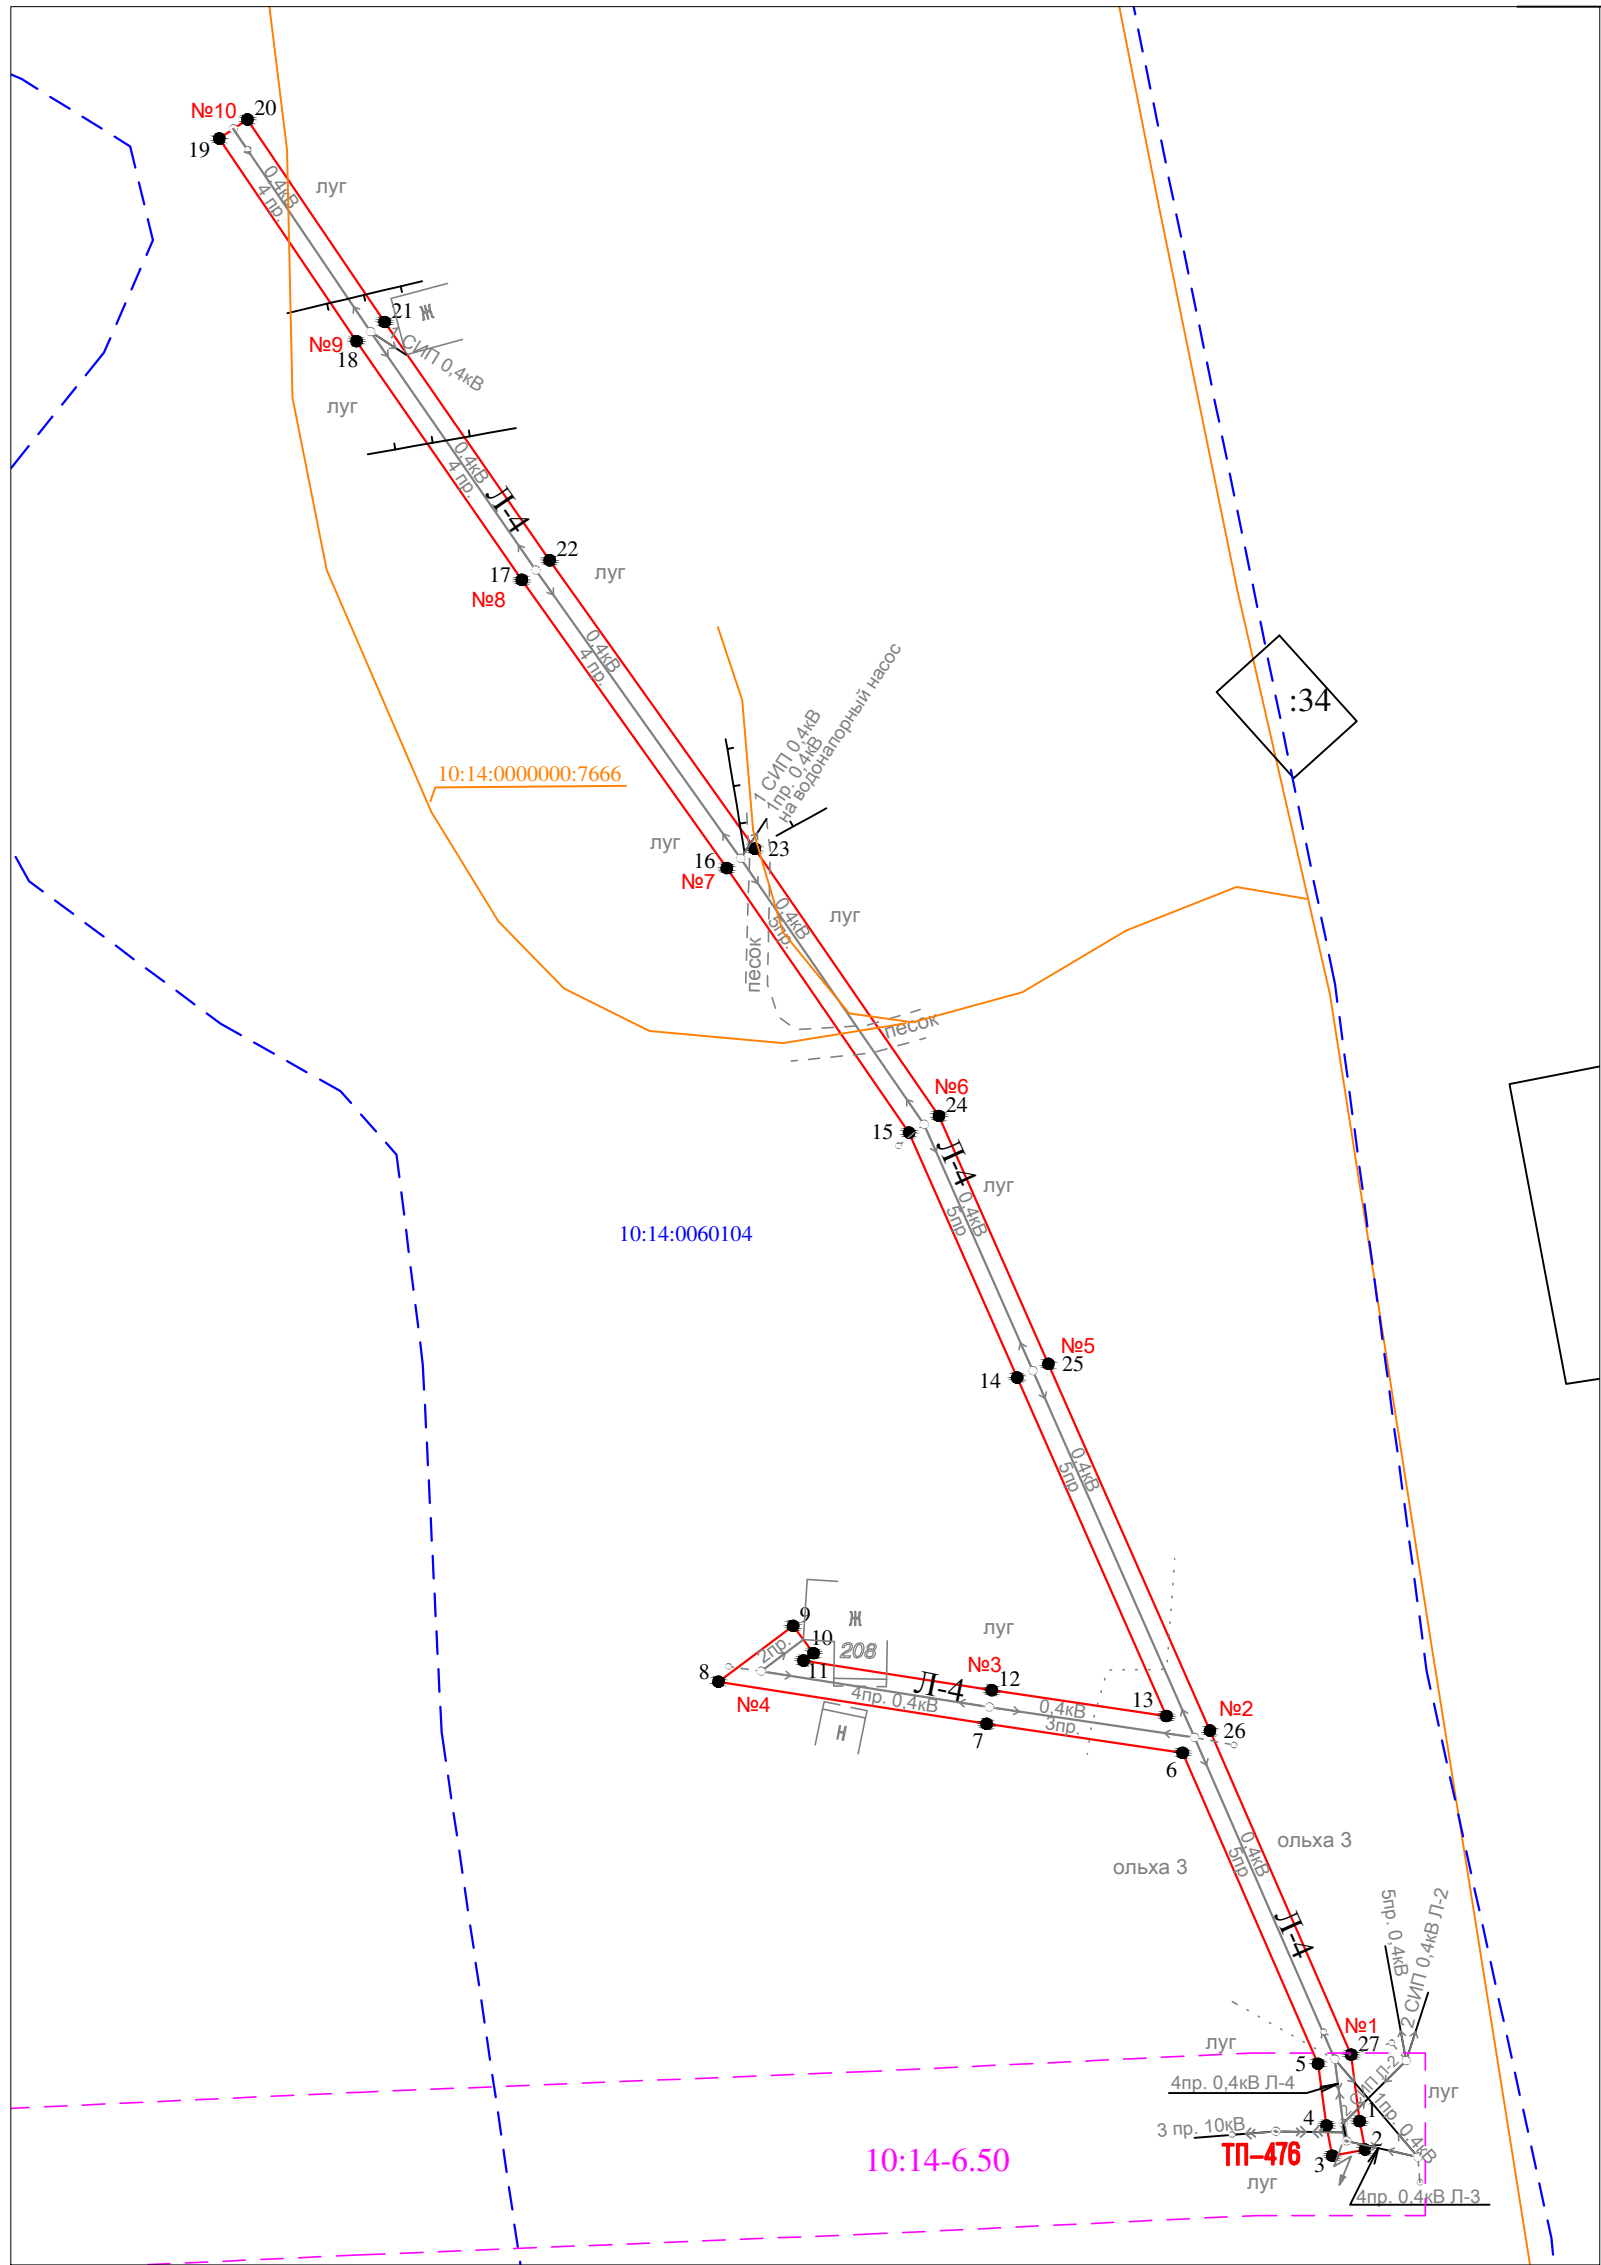 №10
20
19
0,4кВ
4 пр.
луг
21
Ж
№9
18
СИП 0,4кВ
луг
0,4кВ
4 пр.
Л-4
22
17
луг
№8
0,4кВ
4 пр.
1 СИП 0,4кВ
1пр. 0,4кВ
на водонапорный насос
:34
10:14:0000000:7666
луг
23
16
№7
0,4кВ
5пр.
луг
песок
песок
№6
24
15
Л-4
луг
0,4кВ
5пр
10:14:0060104
№5
25
14
0,4кВ
5пр
9
Ж
луг
10
208
2пр.
11
8
№3
12
Л-4
4пр. 0,4кВ
№4
13
0,4кВ
3пр.
№2
26
7
Н
6
ольха 3
ольха 3
0,4кВ
5пр
Л-4
5пр. 0,4кВ
2 СИП 0,4кВ Л-2
№1
27
луг
5
2 СИП Л-2
4пр. 0,4кВ Л-4
луг
1пр. 0,4кВ
1
4
3 пр. 10кВ
2
ТП-476
3
10:14-6.50
луг
4пр. 0,4кВ Л-3